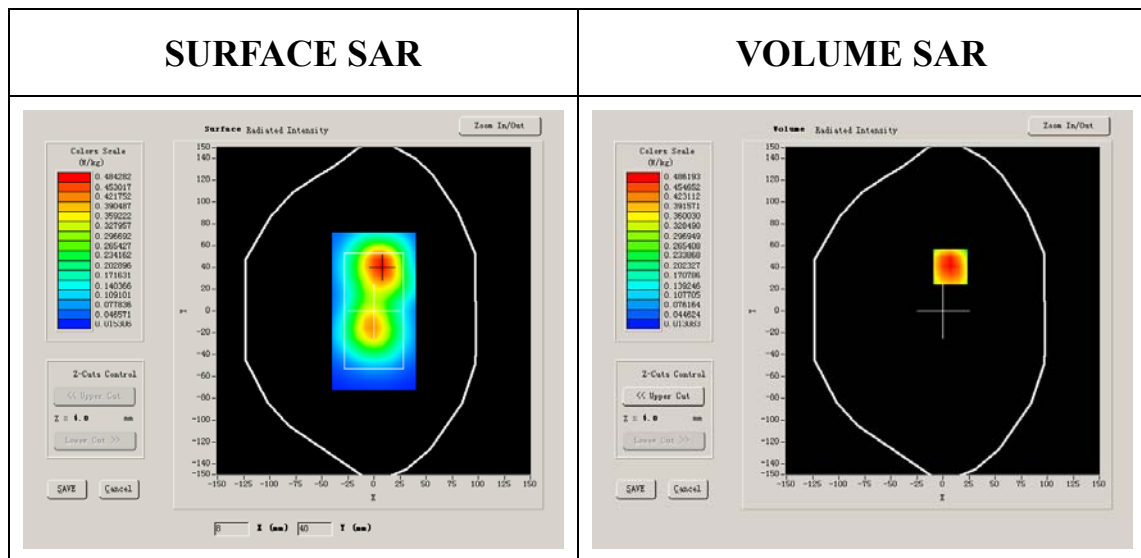 SURFACE SAR
VOLUME SAR
Surface Radiated Intensity
Zoom In/Out
Colors Scale
(W/kg)
0.484282
0.453017
0.421752
0.390487
0.359222
0.327957
0.296692
0.265427
0.234162
0.202896
0.171631
0.140366
0.109101
0.077836
0.046571
0.015306
150
140
120
100
80
60
40
20
0
-20
-40
-60
-80
-100
-120
-140
-150
Y
-150 -125 -100 -75 -50 -25 0 25 50 75 100 125 150
X
Z-Cuts Control
<< Upper Cut
Z = 4.0 mm
Lower Cut >>
SAVE Cancel
8 X (mm) 40 Y (mm)
Volume Radiated Intensity
Zoom In/Out
Colors Scale
(W/kg)
0.486193
0.454652
0.423112
0.391571
0.360030
0.328490
0.296949
0.265408
0.233868
0.202327
0.170786
0.139246
0.107705
0.076164
0.044624
0.013083
150
140
120
100
80
60
40
20
0
-20
-40
-60
-80
-100
-120
-140
-150
Y
-150 -125 -100 -75 -50 -25 0 25 50 75 100 125 150
X
Z-Cuts Control
<< Upper Cut
Z = 4.0 mm
Lower Cut >>
SAVE Cancel